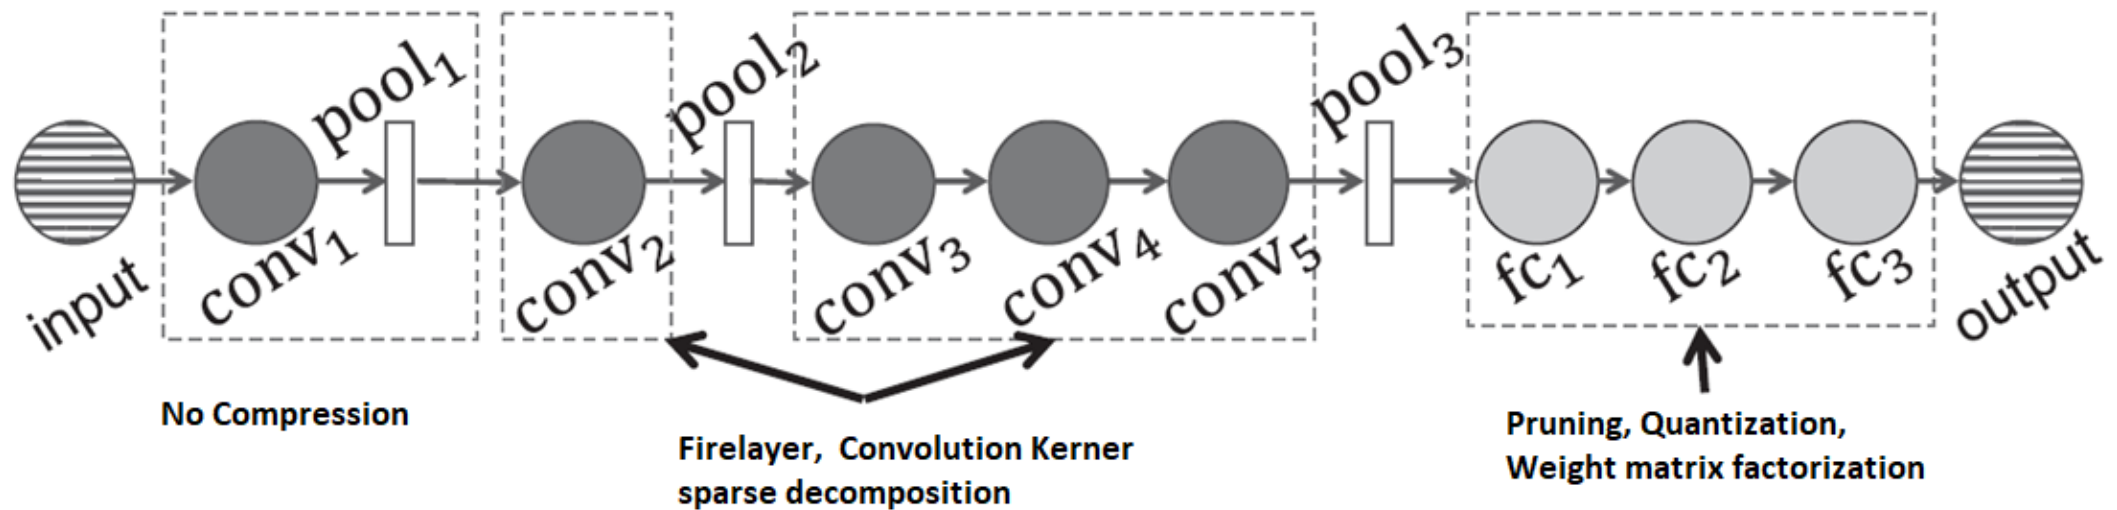 input
conv1
pool1
conv2
pool2
conv3
conv4
conv5
pool3
fc1
fc2
fc3
output
No Compression
Firelayer,  Convolution Kerner
sparse decomposition
Pruning, Quantization,
Weight matrix factorization